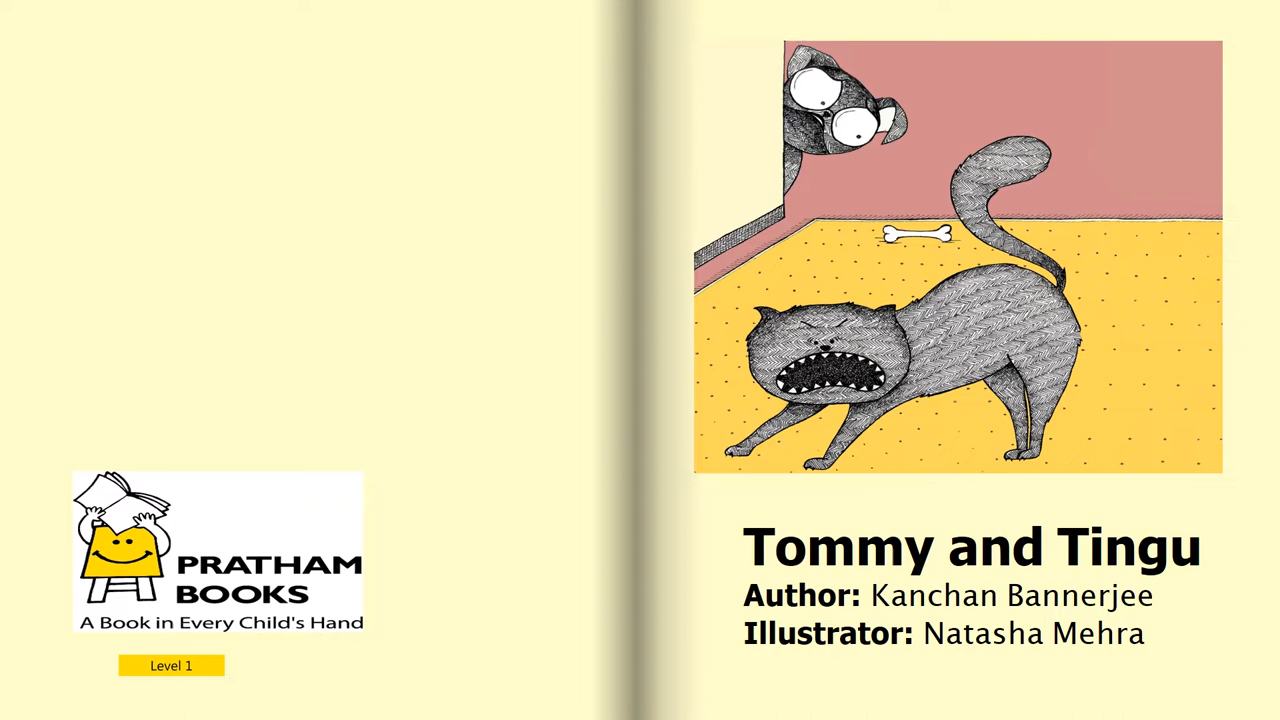 PRATHAM
BOOKS
A Book in Every Child's Hand
Level 1
Tommy and Tingu
Author: Kanchan Bannerjee
Illustrator: Natasha Mehra